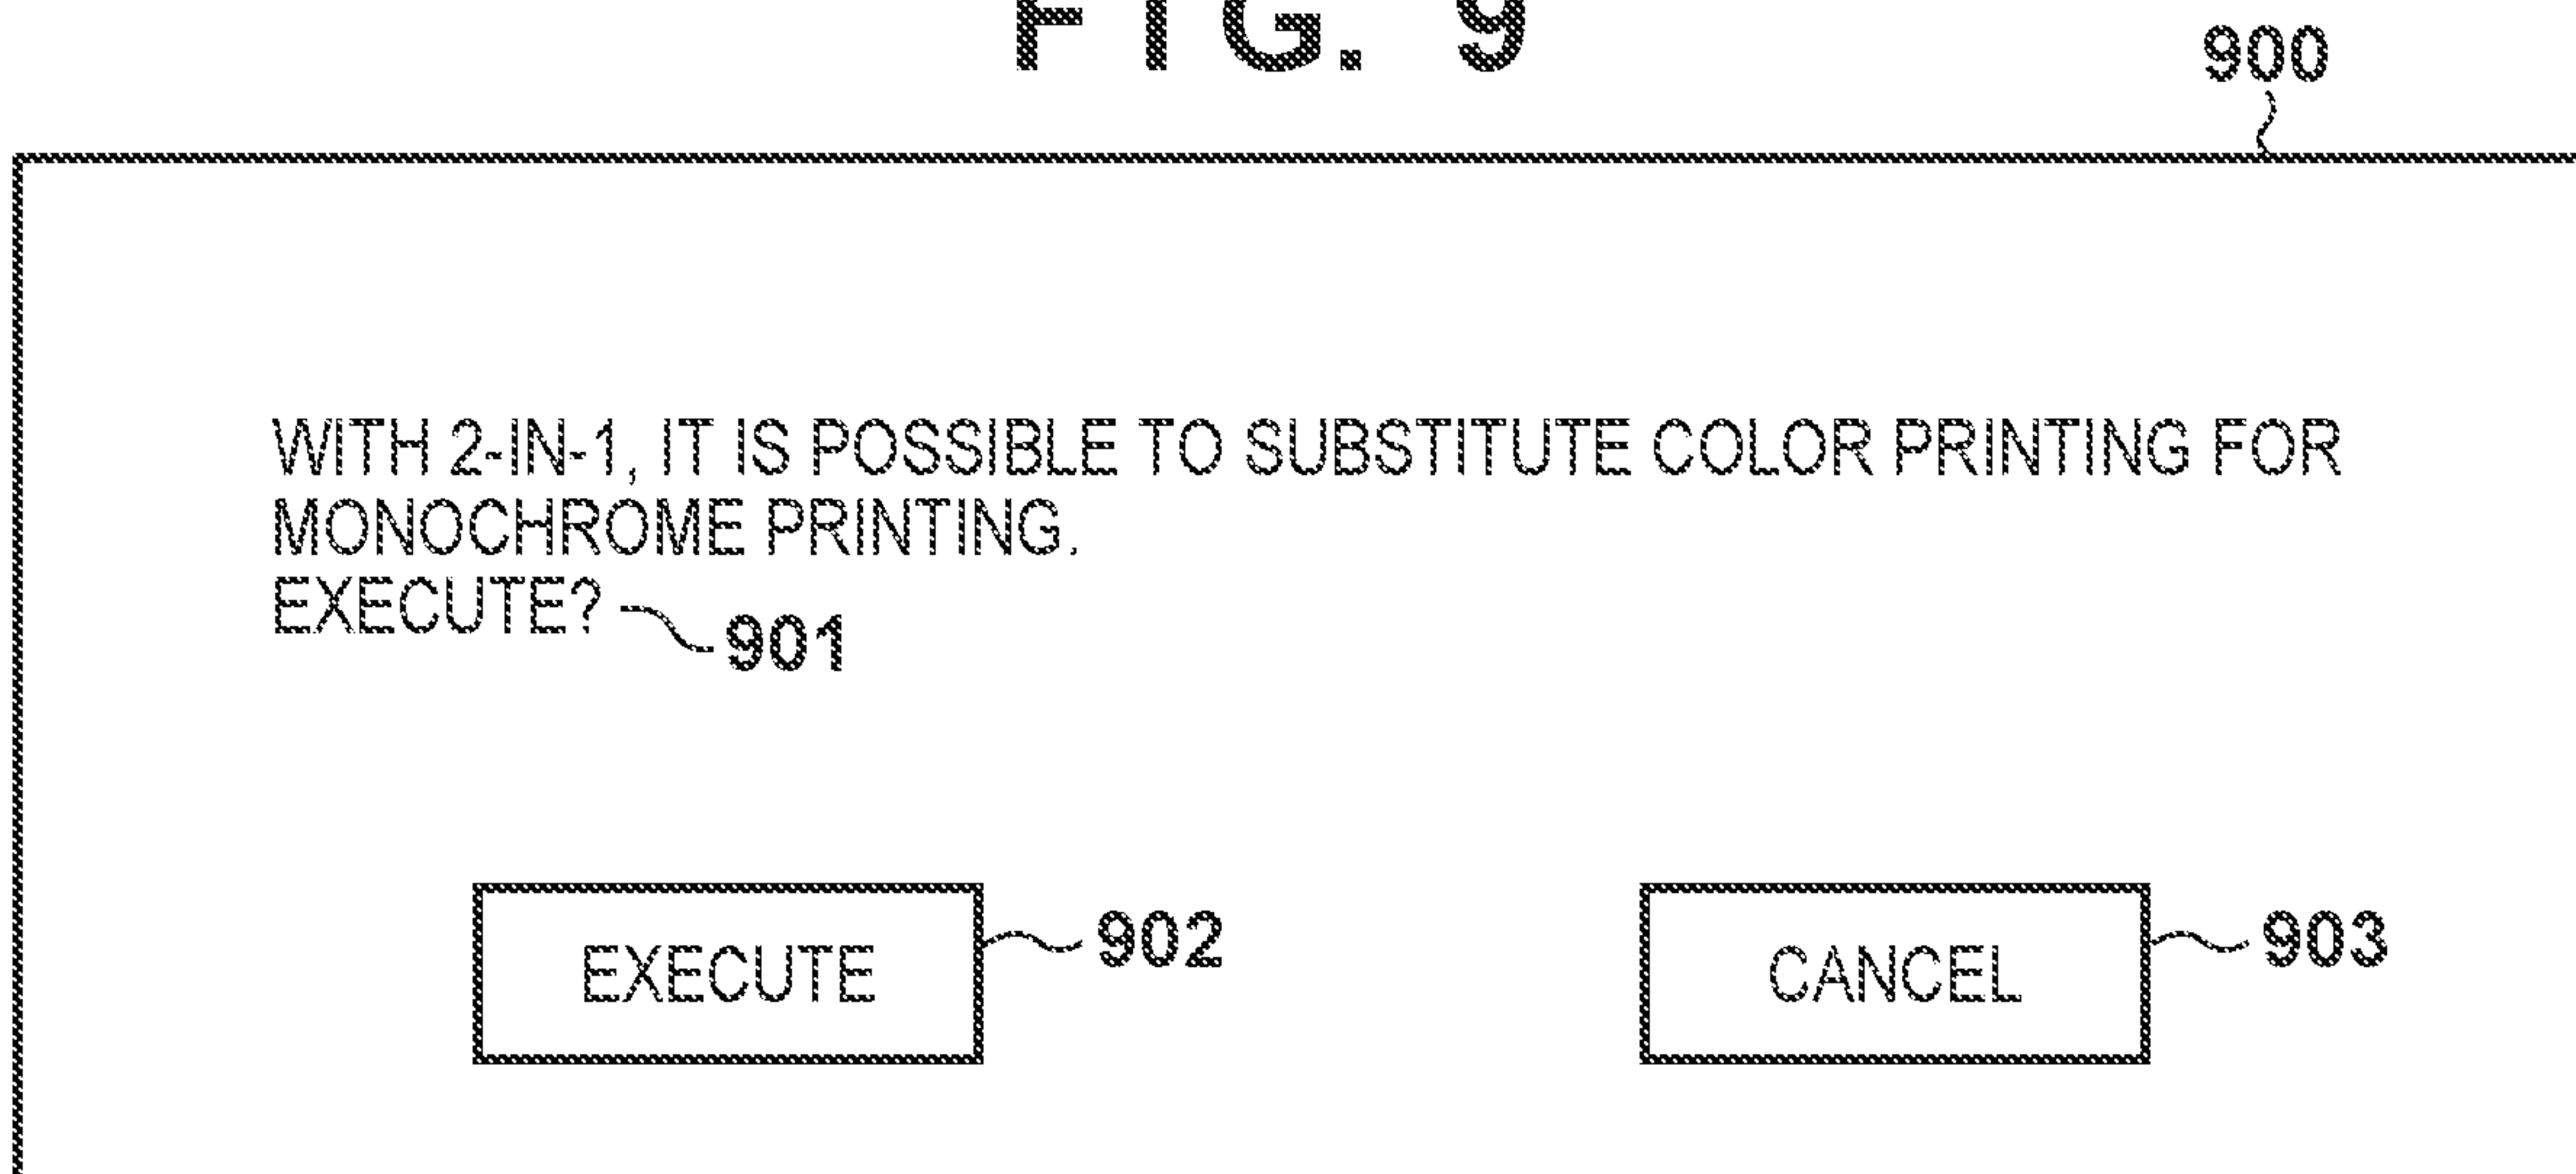 FIG. 9
900
WITH 2-IN-1, IT IS POSSIBLE TO SUBSTITUTE COLOR PRINTING FOR
MONOCHROME PRINTING.
EXECUTE?
901
EXECUTE
902
CANCEL
903